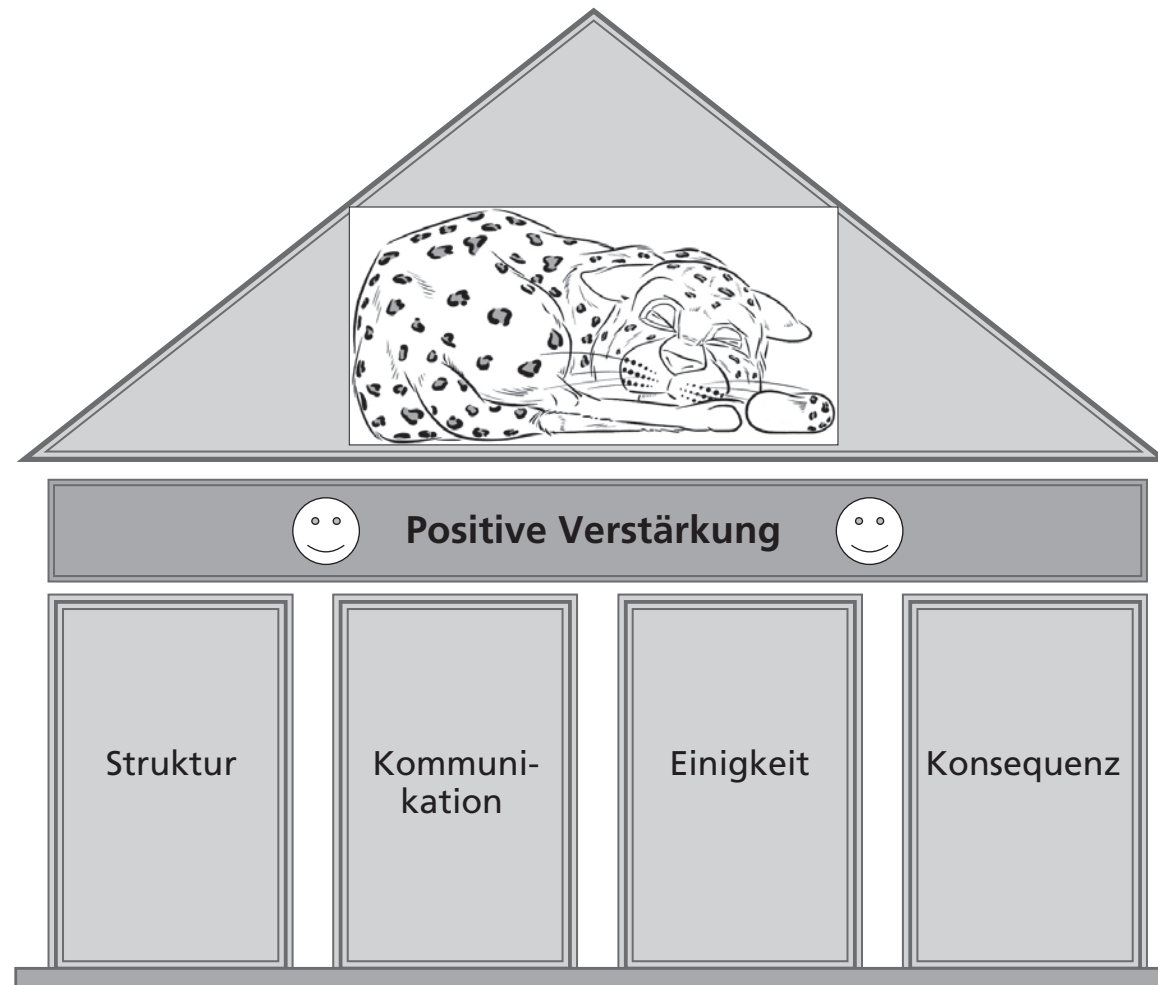 Positive Verstärkung
Struktur
Kommuni-
kation
Einigkeit
Konsequenz